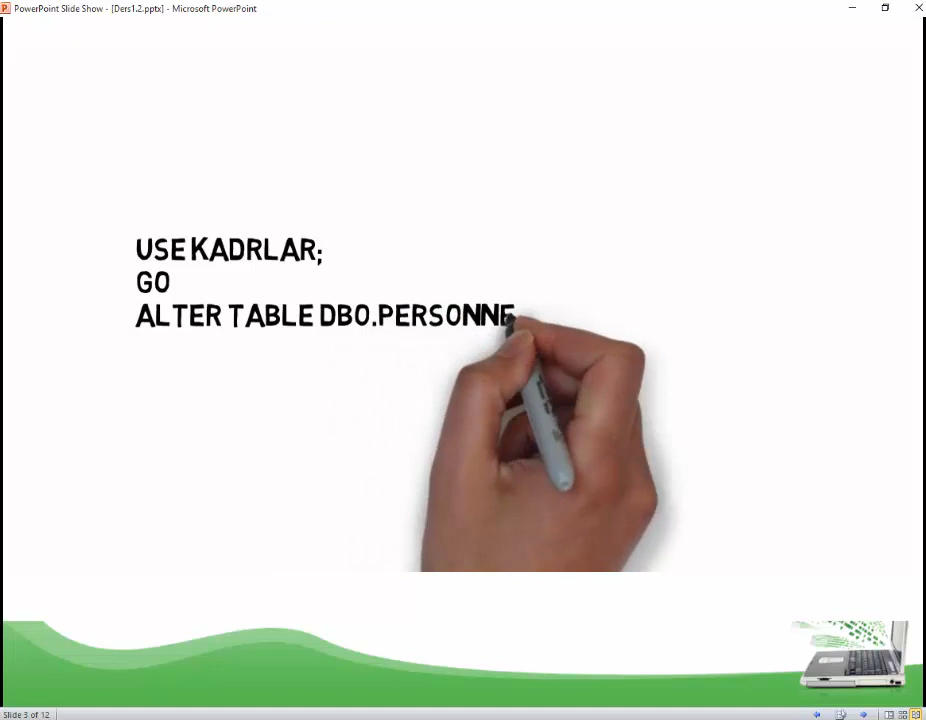 PowerPoint Slide Show - [Ders1.2.pptx] - Microsoft PowerPoint
USE KADRLAR;
GO
ALTER TABLE DBO.PERSONNE
Slide 3 of 12